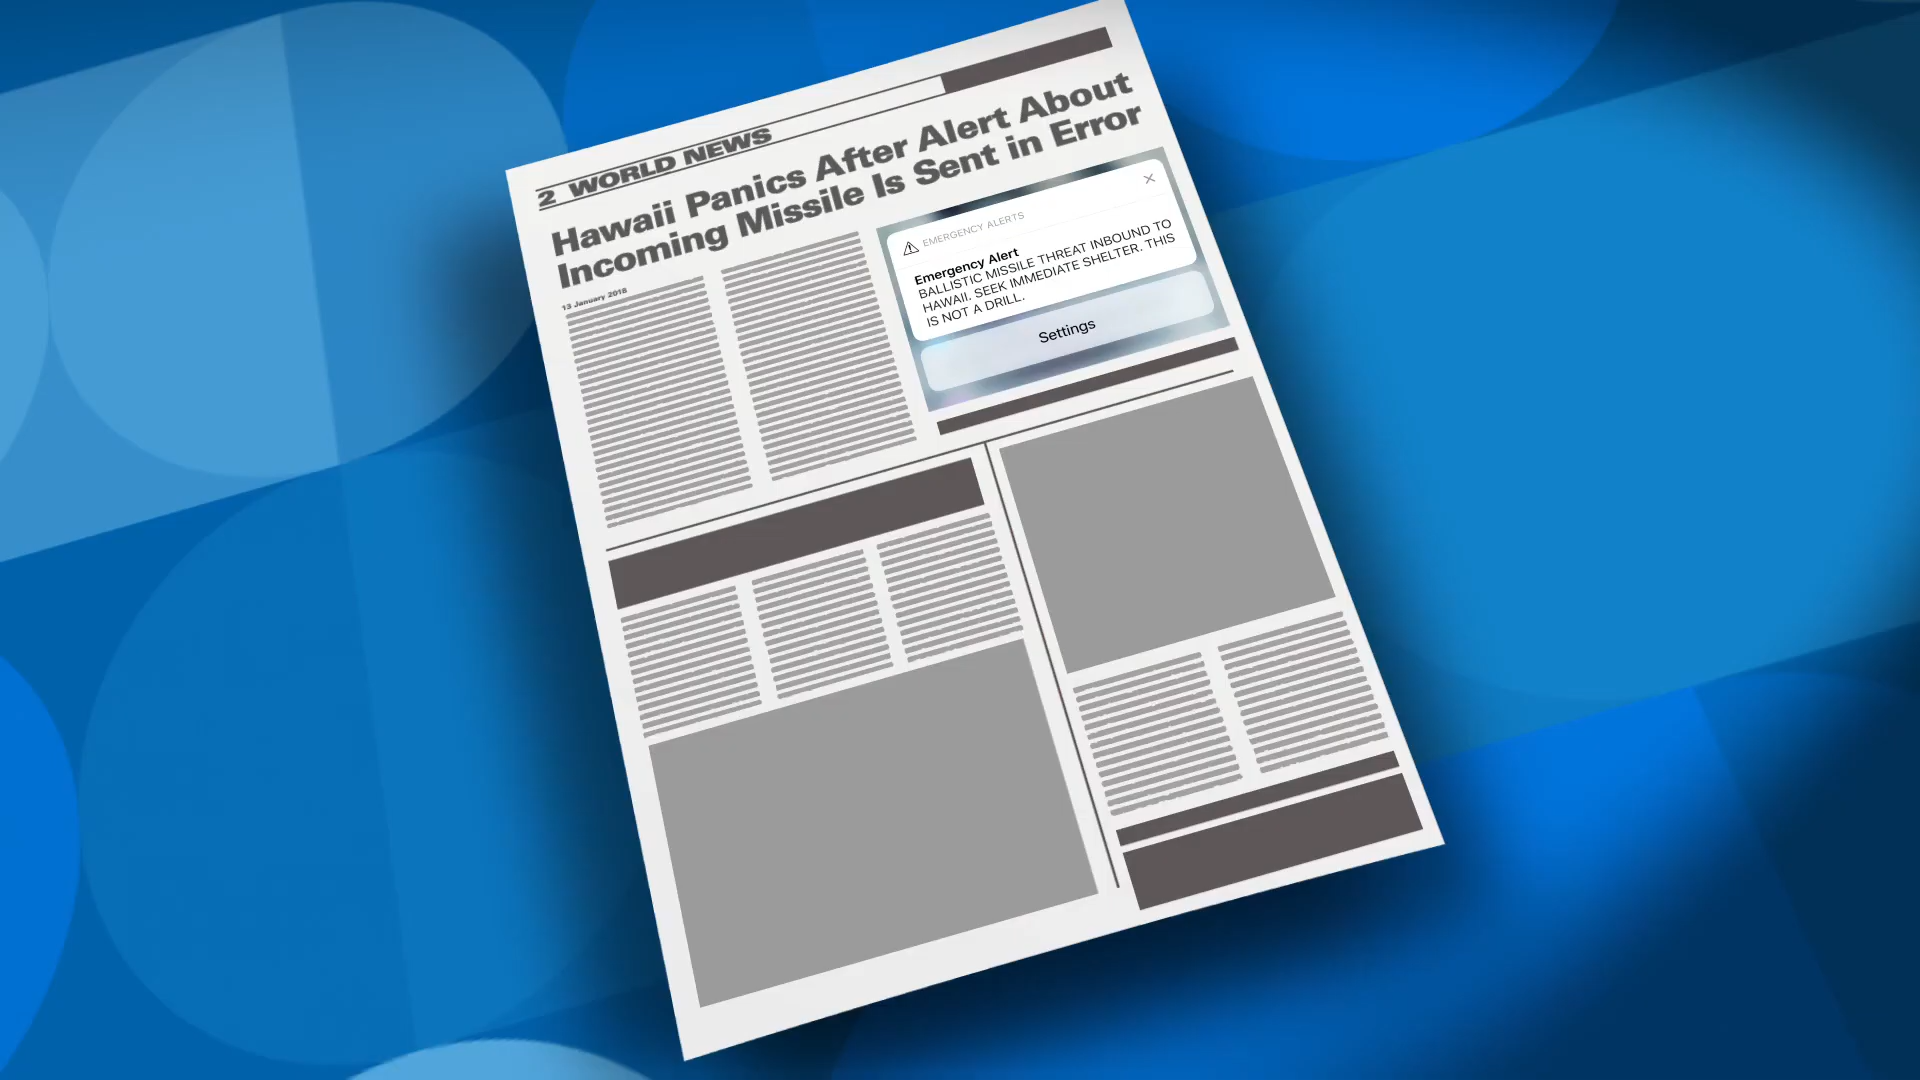 2 WORLD NEWS
Hawaii Panics After Alert About
Incoming Missile Is Sent in Error
13 January 2018
EMERGENCY ALERTS
Emergency Alert
BALLISTIC MISSILE THREAT INBOUND TO
HAWAII. SEEK IMMEDIATE SHELTER. THIS
IS NOT A DRILL.
Settings